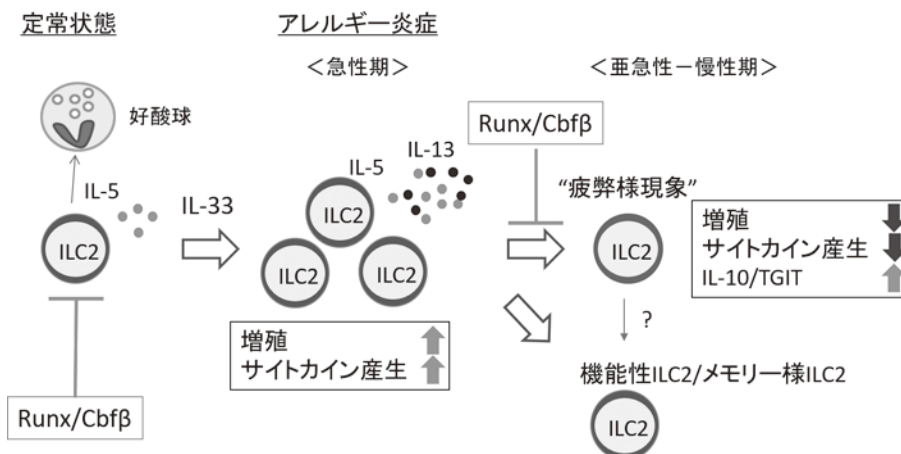 定常状態
好酸球
IL-5
ILC2
Runx/Cbfβ
IL-33
アレルギー炎症
＜急性期＞
IL-5
IL-13
ILC2
ILC2
ILC2
増殖
サイトカイン産生
＜亜急性－慢性期＞
Runx/Cbfβ
“疲弊様現象”
ILC2
増殖
サイトカイン産生
IL-10/TGIT
?
機能性ILC2/メモリー様ILC2
ILC2